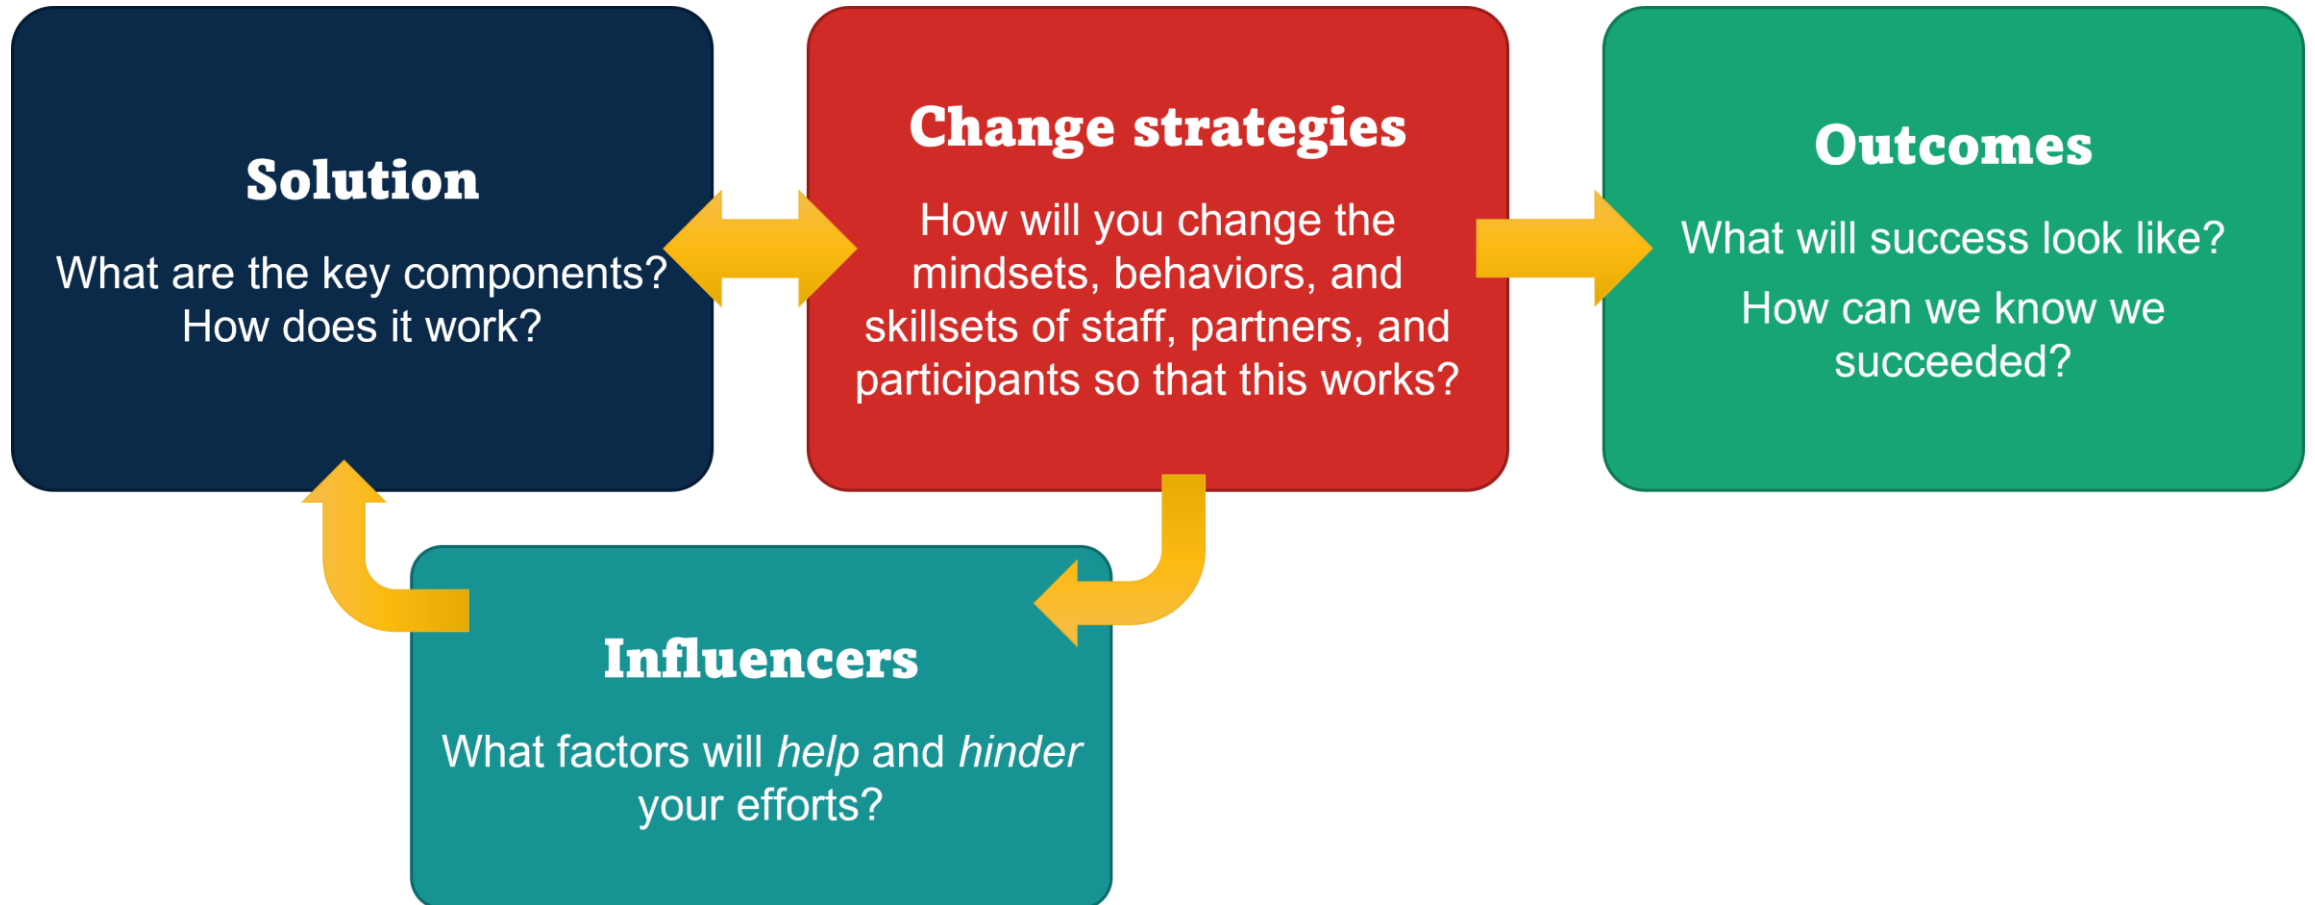 Solution
What are the key components?
How does it work?
Change strategies
How will you change the
mindsets, behaviors, and
skillsets of staff, partners, and
participants so that this works?
Outcomes
What will success look like?
How can we know we
succeeded?
Influencers
What factors will help and hinder
your efforts?